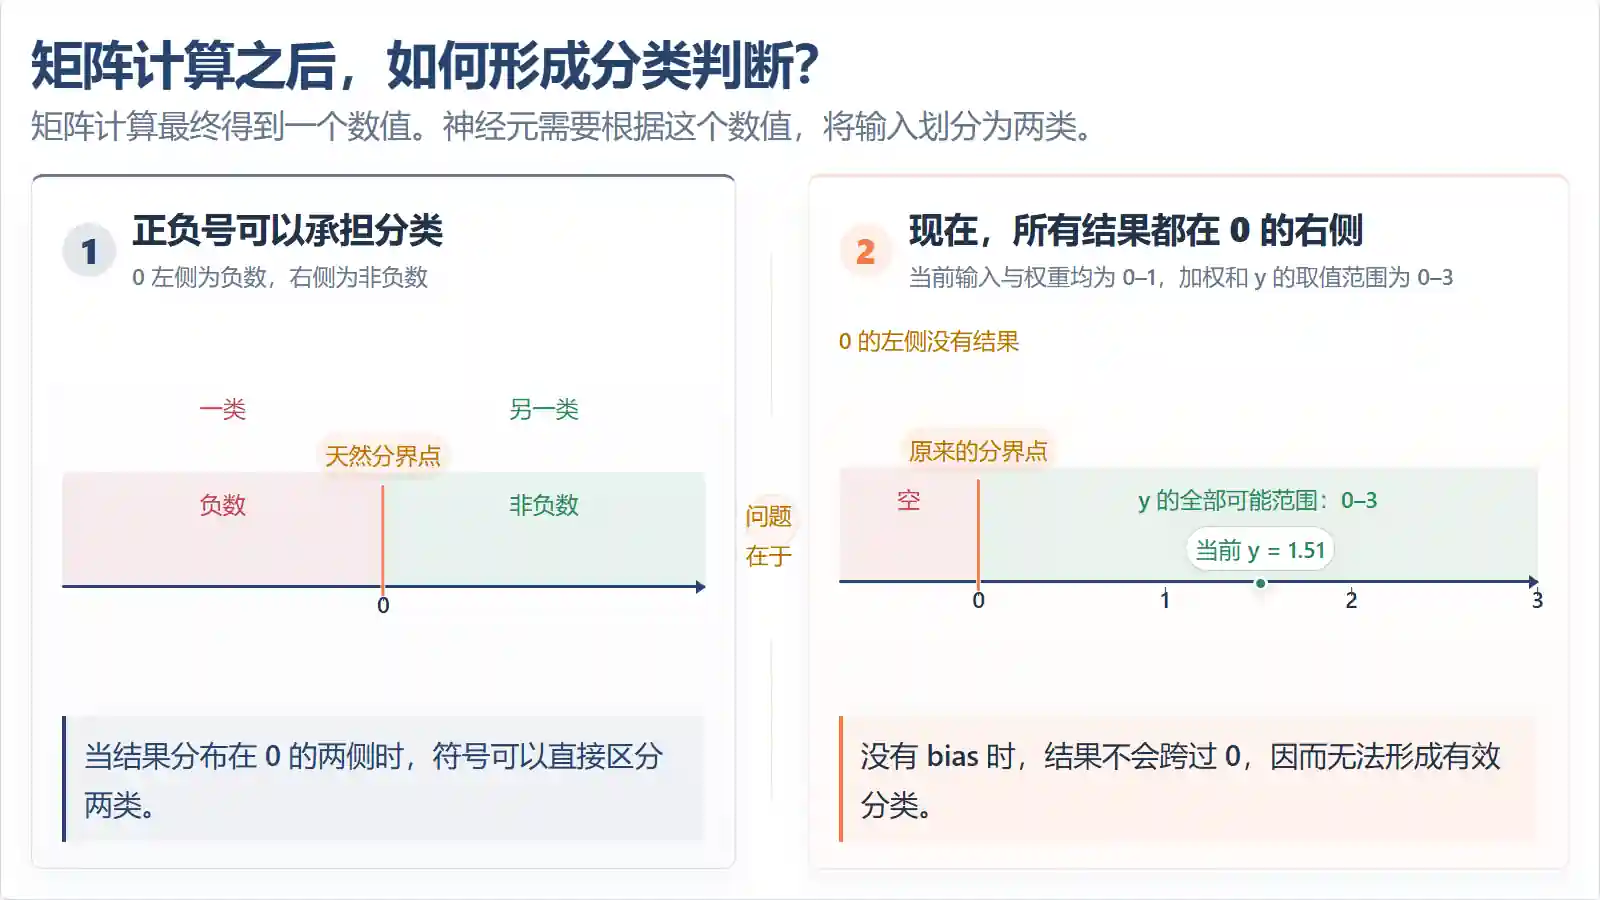 矩阵计算之后，如何形成分类判断？
矩阵计算最终得到一个数值。神经元需要根据这个数值，将输入划分为两类。
1
正负号可以承担分类
0 左侧为负数，右侧为非负数
一类
另一类
天然分界点
负数
非负数
0
当结果分布在 0 的两侧时，符号可以直接区分
两类。
问题
在于
2
现在，所有结果都在 0 的右侧
当前输入与权重均为 0–1，加权和 y 的取值范围为 0–3
0 的左侧没有结果
原来的分界点
空
y 的全部可能范围：0–3
当前 y = 1.51
0
1
2
3
没有 bias 时，结果不会跨过 0，因而无法形成有效
分类。